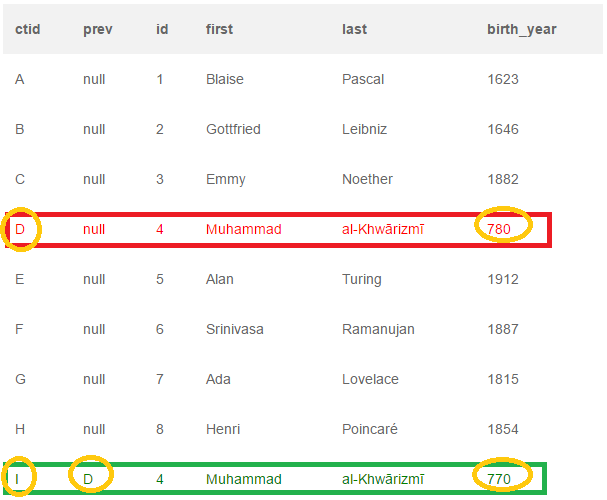 ctid prev id first last birth_year
A null 1 Blaise Pascal 1623
B null 2 Gottfried Leibniz 1646
C null 3 Emmy Noether 1882
D null 4 Muhammad al-Khwārizmī 780
E null 5 Alan Turing 1912
F null 6 Srinivasa Ramanujan 1887
G null 7 Ada Lovelace 1815
H null 8 Henri Poincaré 1854
I D 4 Muhammad al-Khwārizmī 770